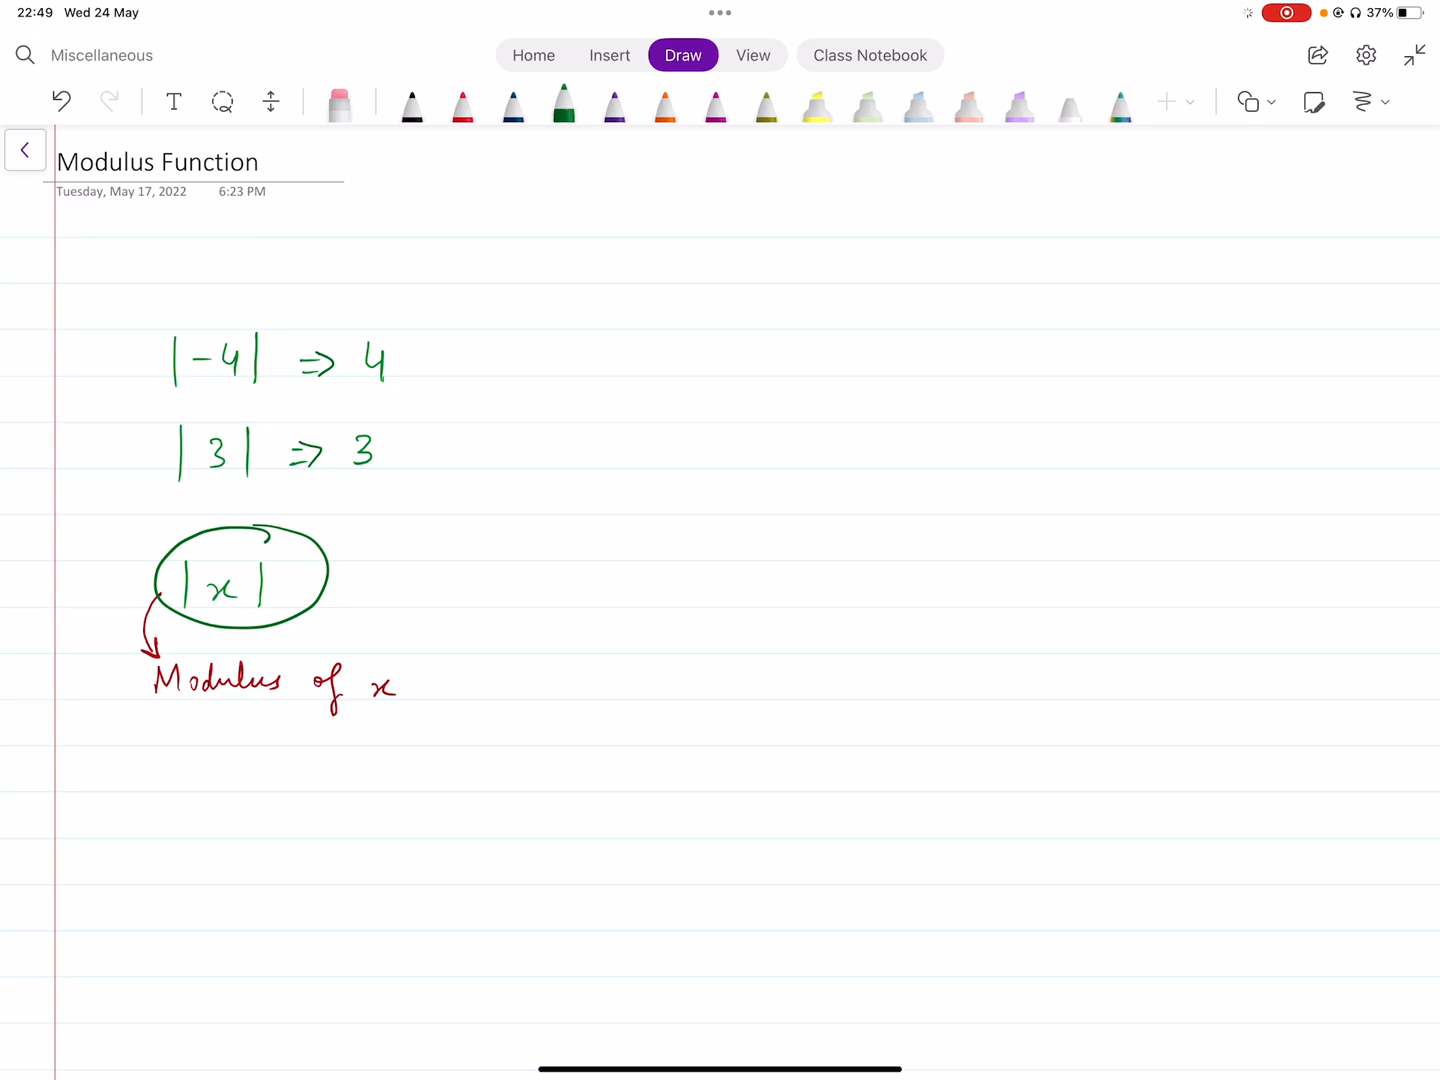 22:49 Wed 24 May
37%
Miscellaneous
Home Insert Draw View Class Notebook
T
Modulus Function
Tuesday, May 17, 2022 6:23 PM
|-4| => 4
|3| => 3
|x|
Modulus of x